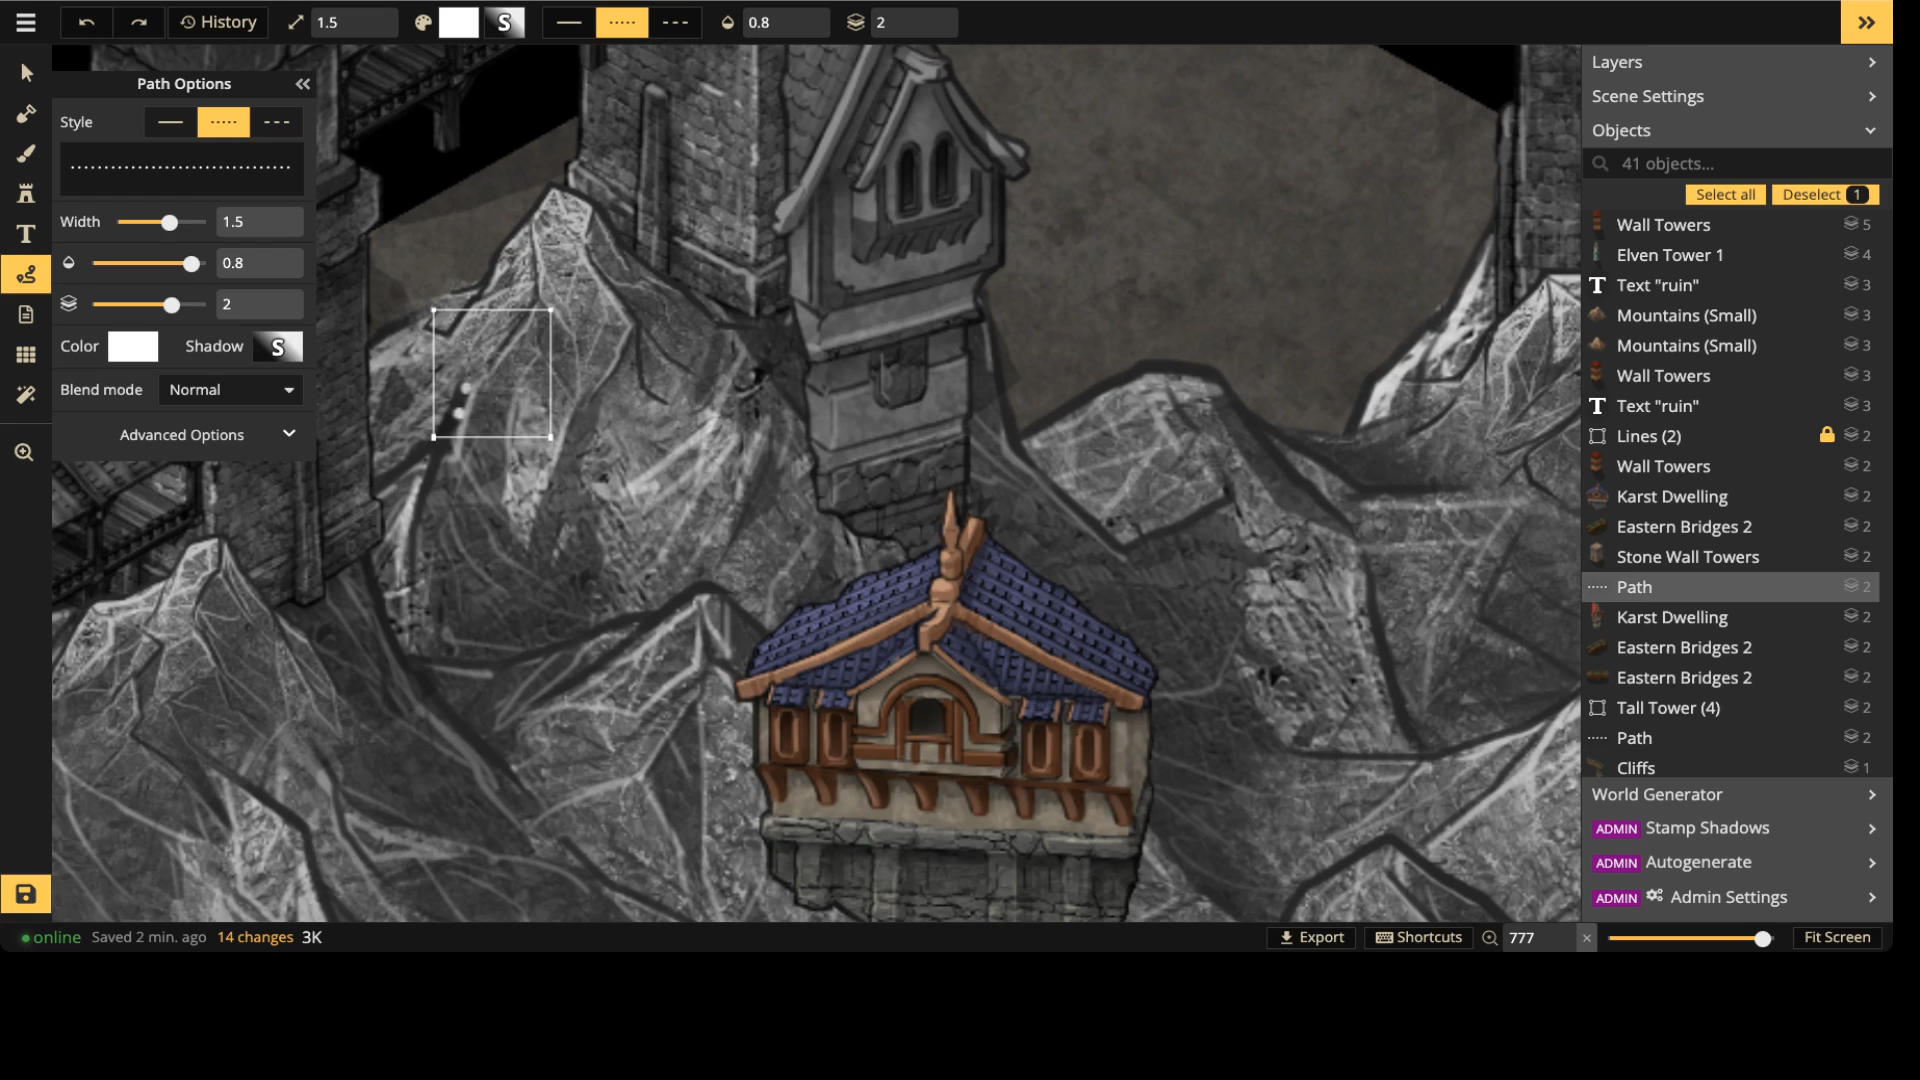 History
1.5
S
0.8
2
Path Options
Style
Width
1.5
0.8
2
Color
Shadow
S
Blend mode
Normal
Advanced Options
Layers
Scene Settings
Objects
41 objects...
Select all
Deselect 1
Wall Towers 5
Elven Tower 1 4
T Text "ruin" 3
Mountains (Small) 3
Mountains (Small) 3
Wall Towers 3
T Text "ruin" 3
Lines (2) 2
Wall Towers 2
Karst Dwelling 2
Eastern Bridges 2 2
Stone Wall Towers 2
Path 2
Karst Dwelling 2
Eastern Bridges 2 2
Eastern Bridges 2 2
Tall Tower (4) 2
Path 2
Cliffs 1
World Generator
ADMIN Stamp Shadows
ADMIN Autogenerate
ADMIN Admin Settings
online Saved 2 min. ago 14 changes 3K
Export
Shortcuts
777
Fit Screen